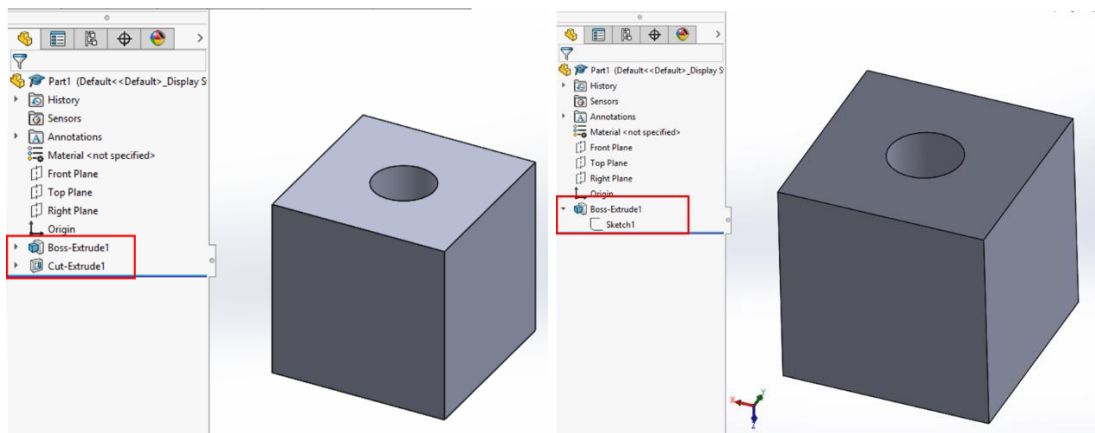 Part1 (Default<<Default>_Display S
History
Sensors
Annotations
Material <not specified>
Front Plane
Top Plane
Right Plane
Origin
Boss-Extrude1
Cut-Extrude1
Part1 (Default<<Default>_Display S
History
Sensors
Annotations
Material <not specified>
Front Plane
Top Plane
Right Plane
Origin
Boss-Extrude1
Sketch1
X
Y
Z